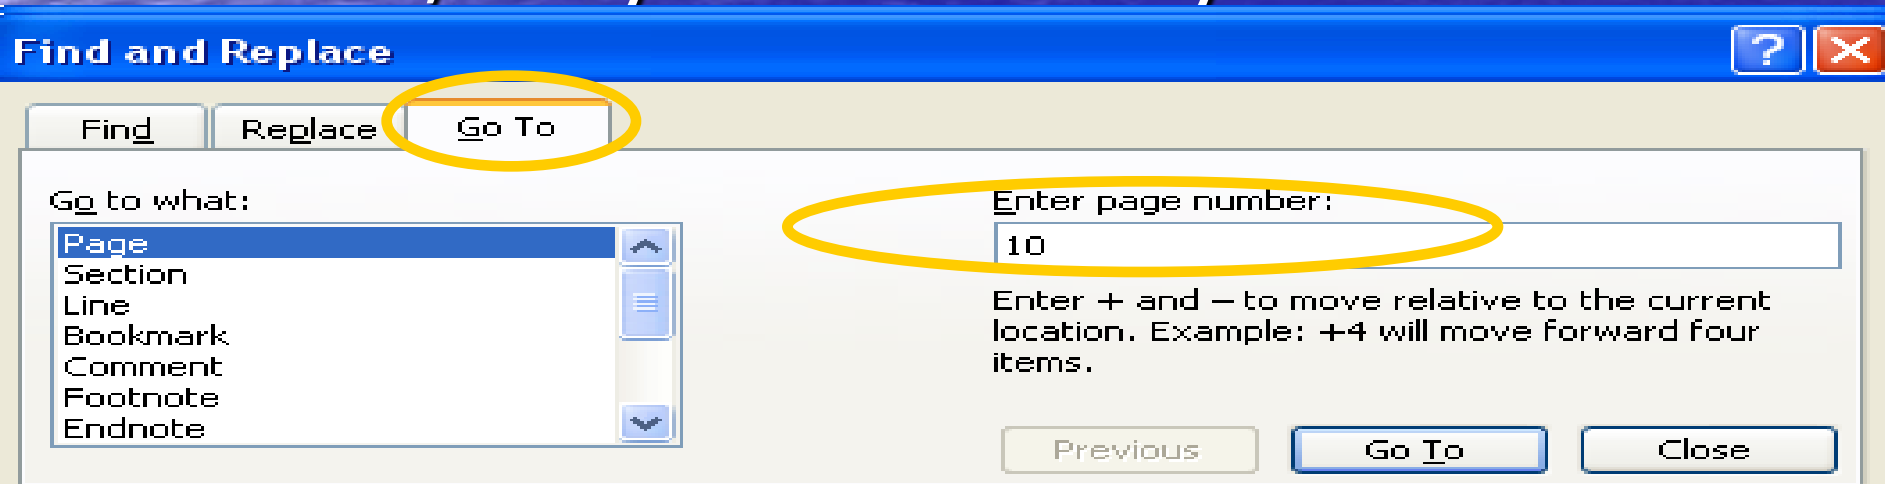 Find and Replace
Find
Replace
Go To
Go to what:
Page
Section
Line
Bookmark
Comment
Footnote
Endnote
Enter page number:
10
Enter + and – to move relative to the current
location. Example: +4 will move forward four
items.
Previous
Go To
Close